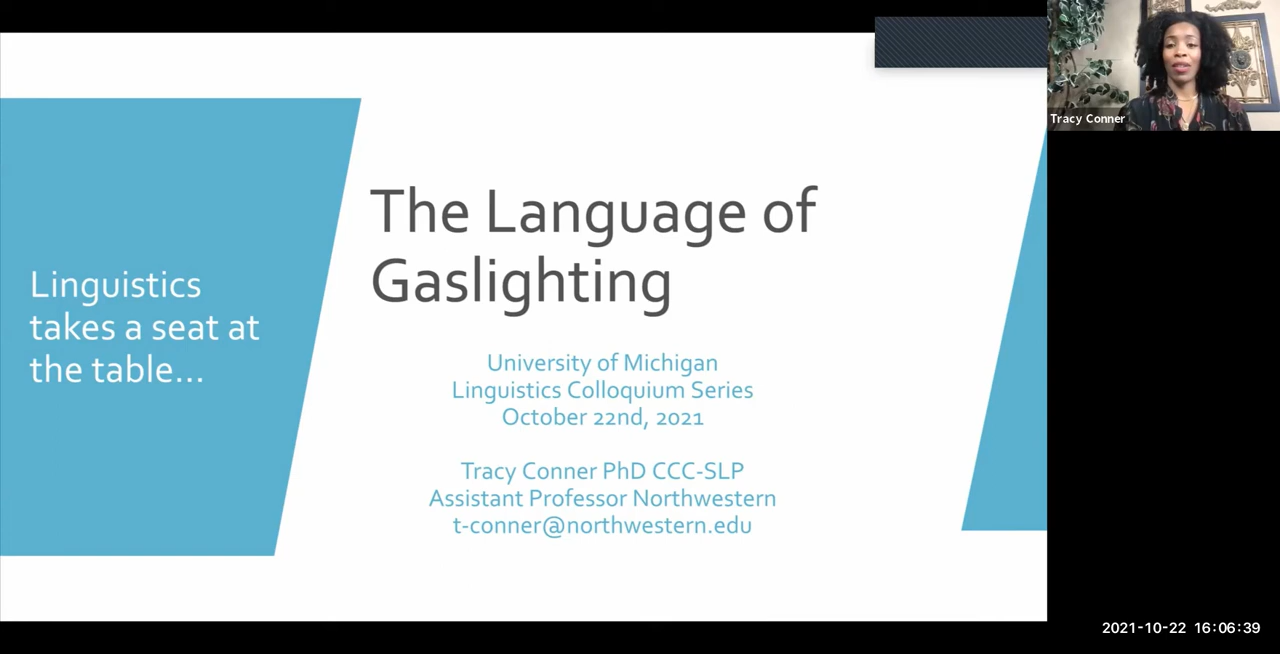 Linguistics
takes a seat at
the table...
The Language of
Gaslighting
University of Michigan
Linguistics Colloquium Series
October 22nd, 2021
Tracy Conner PhD CCC-SLP
Assistant Professor Northwestern
t-conner@northwestern.edu
Tracy Conner
2021-10-22 16:06:39